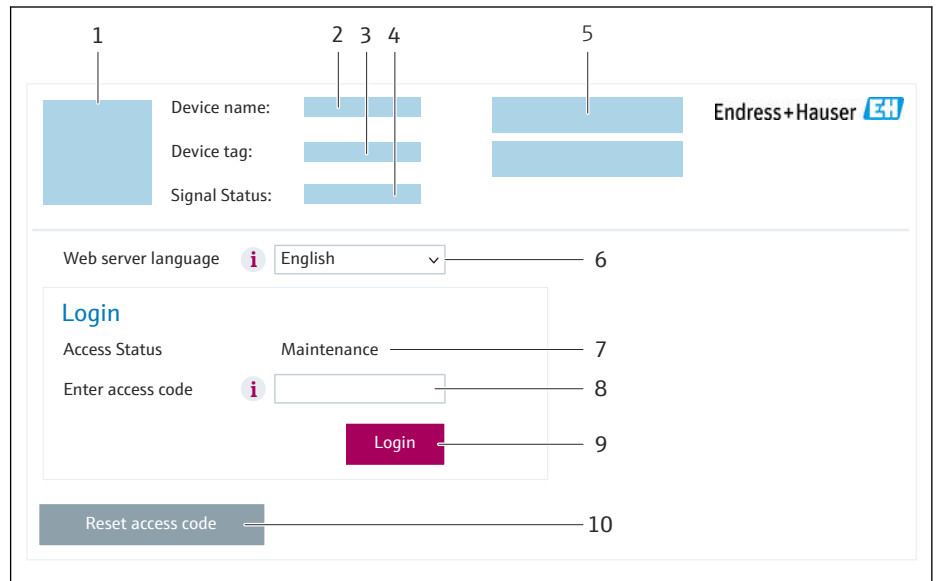 1 2 3 4 5
Device name:
Endress+Hauser EH
Device tag:
Signal Status:
Web server language i English 6
Login
Access Status Maintenance 7
Enter access code i 8
Login 9
Reset access code 10